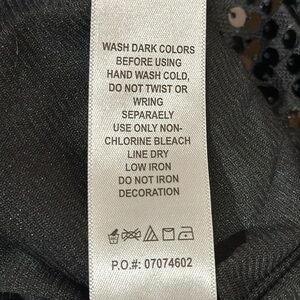 WASH DARK COLORS
BEFORE USING
HAND WASH COLD,
DO NOT TWIST OR
WRING
SEPARAELY
USE ONLY NON-
CHLORINE BLEACH
LINE DRY
LOW IRON
DO NOT IRON
DECORATION
P.O.#: 07074602